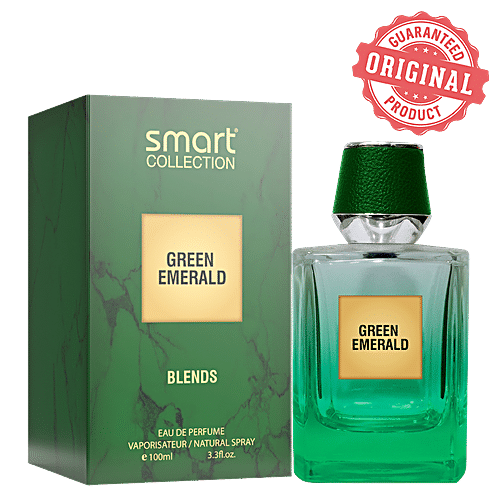 GUARANTEED
ORIGINAL
PRODUCT
smart®
COLLECTION
GREEN
EMERALD
BLENDS
EAU DE PERFUME
VAPORISATEUR / NATURAL SPRAY
e 100ml 3.3fl.oz.
GREEN
EMERALD